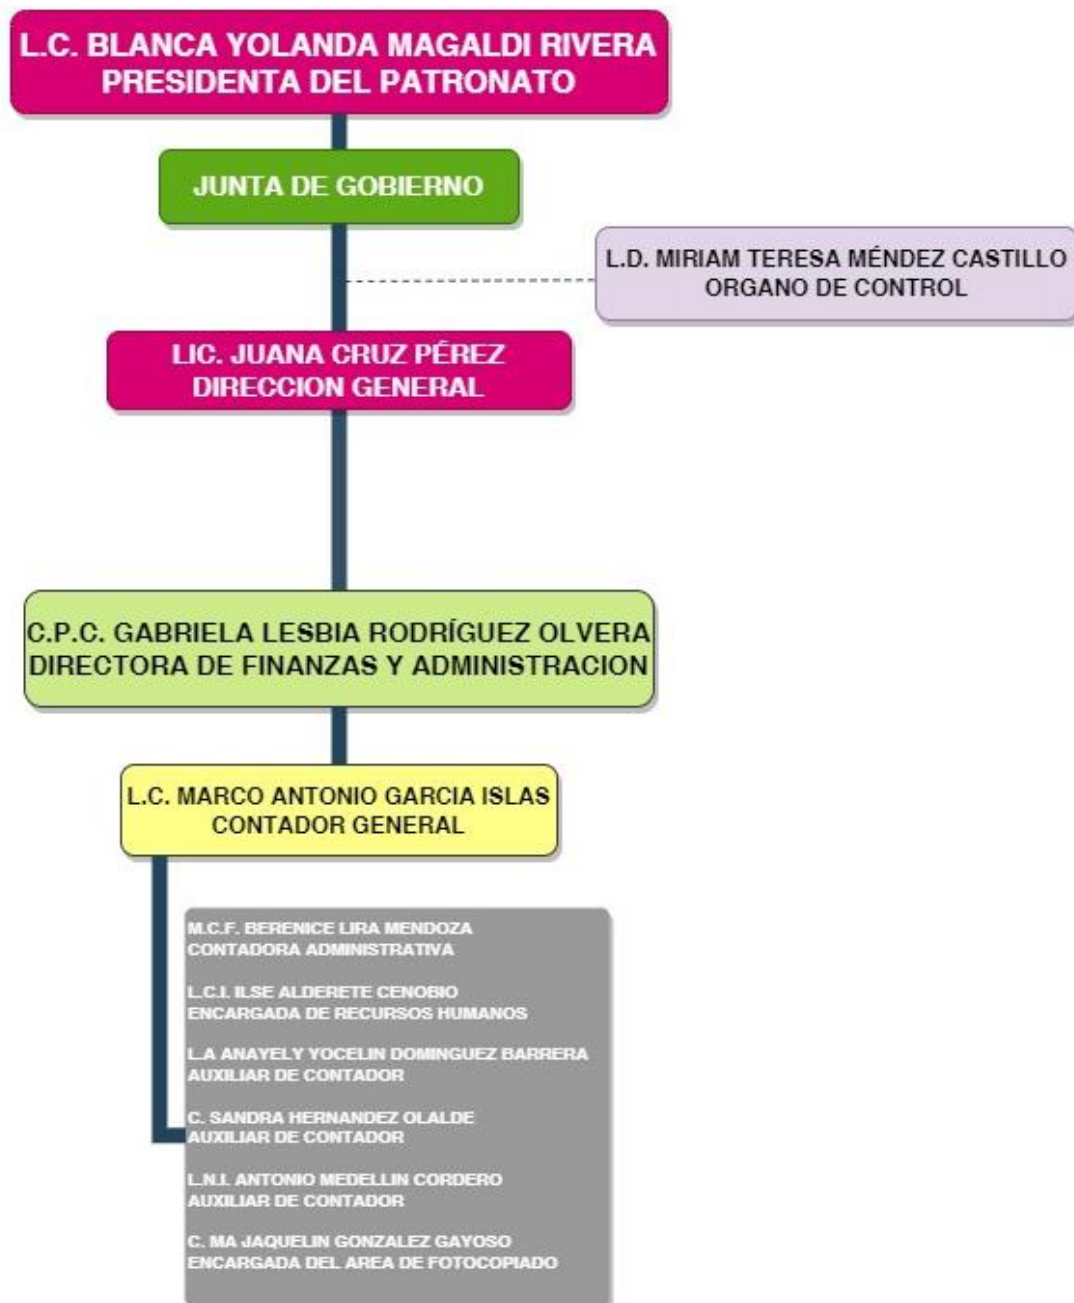 L.C. BLANCA YOLANDA MAGALDI RIVERA
PRESIDENTA DEL PATRONATO
JUNTA DE GOBIERNO
L.D. MIRIAM TERESA MÉNDEZ CASTILLO
ORGANO DE CONTROL
LIC. JUANA CRUZ PÉREZ
DIRECCION GENERAL
C.P.C. GABRIELA LESBIA RODRÍGUEZ OLVERA
DIRECTORA DE FINANZAS Y ADMINISTRACION
L.C. MARCO ANTONIO GARCIA ISLAS
CONTADOR GENERAL
M.C.F. BERENICE LIRA MENDOZA
CONTADORA ADMINISTRATIVA
L.C.I. ILSE ALDERETE CENOBIO
ENCARGADA DE RECURSOS HUMANOS
L.A ANAYELY YOCELIN DOMINGUEZ BARRERA
AUXILIAR DE CONTADOR
C. SANDRA HERNANDEZ OLALDE
AUXILIAR DE CONTADOR
L.N.I. ANTONIO MEDELLIN CORDERO
AUXILIAR DE CONTADOR
C. MA JAQUELIN GONZALEZ GAYOSO
ENCARGADA DEL AREA DE FOTOCOPIADO